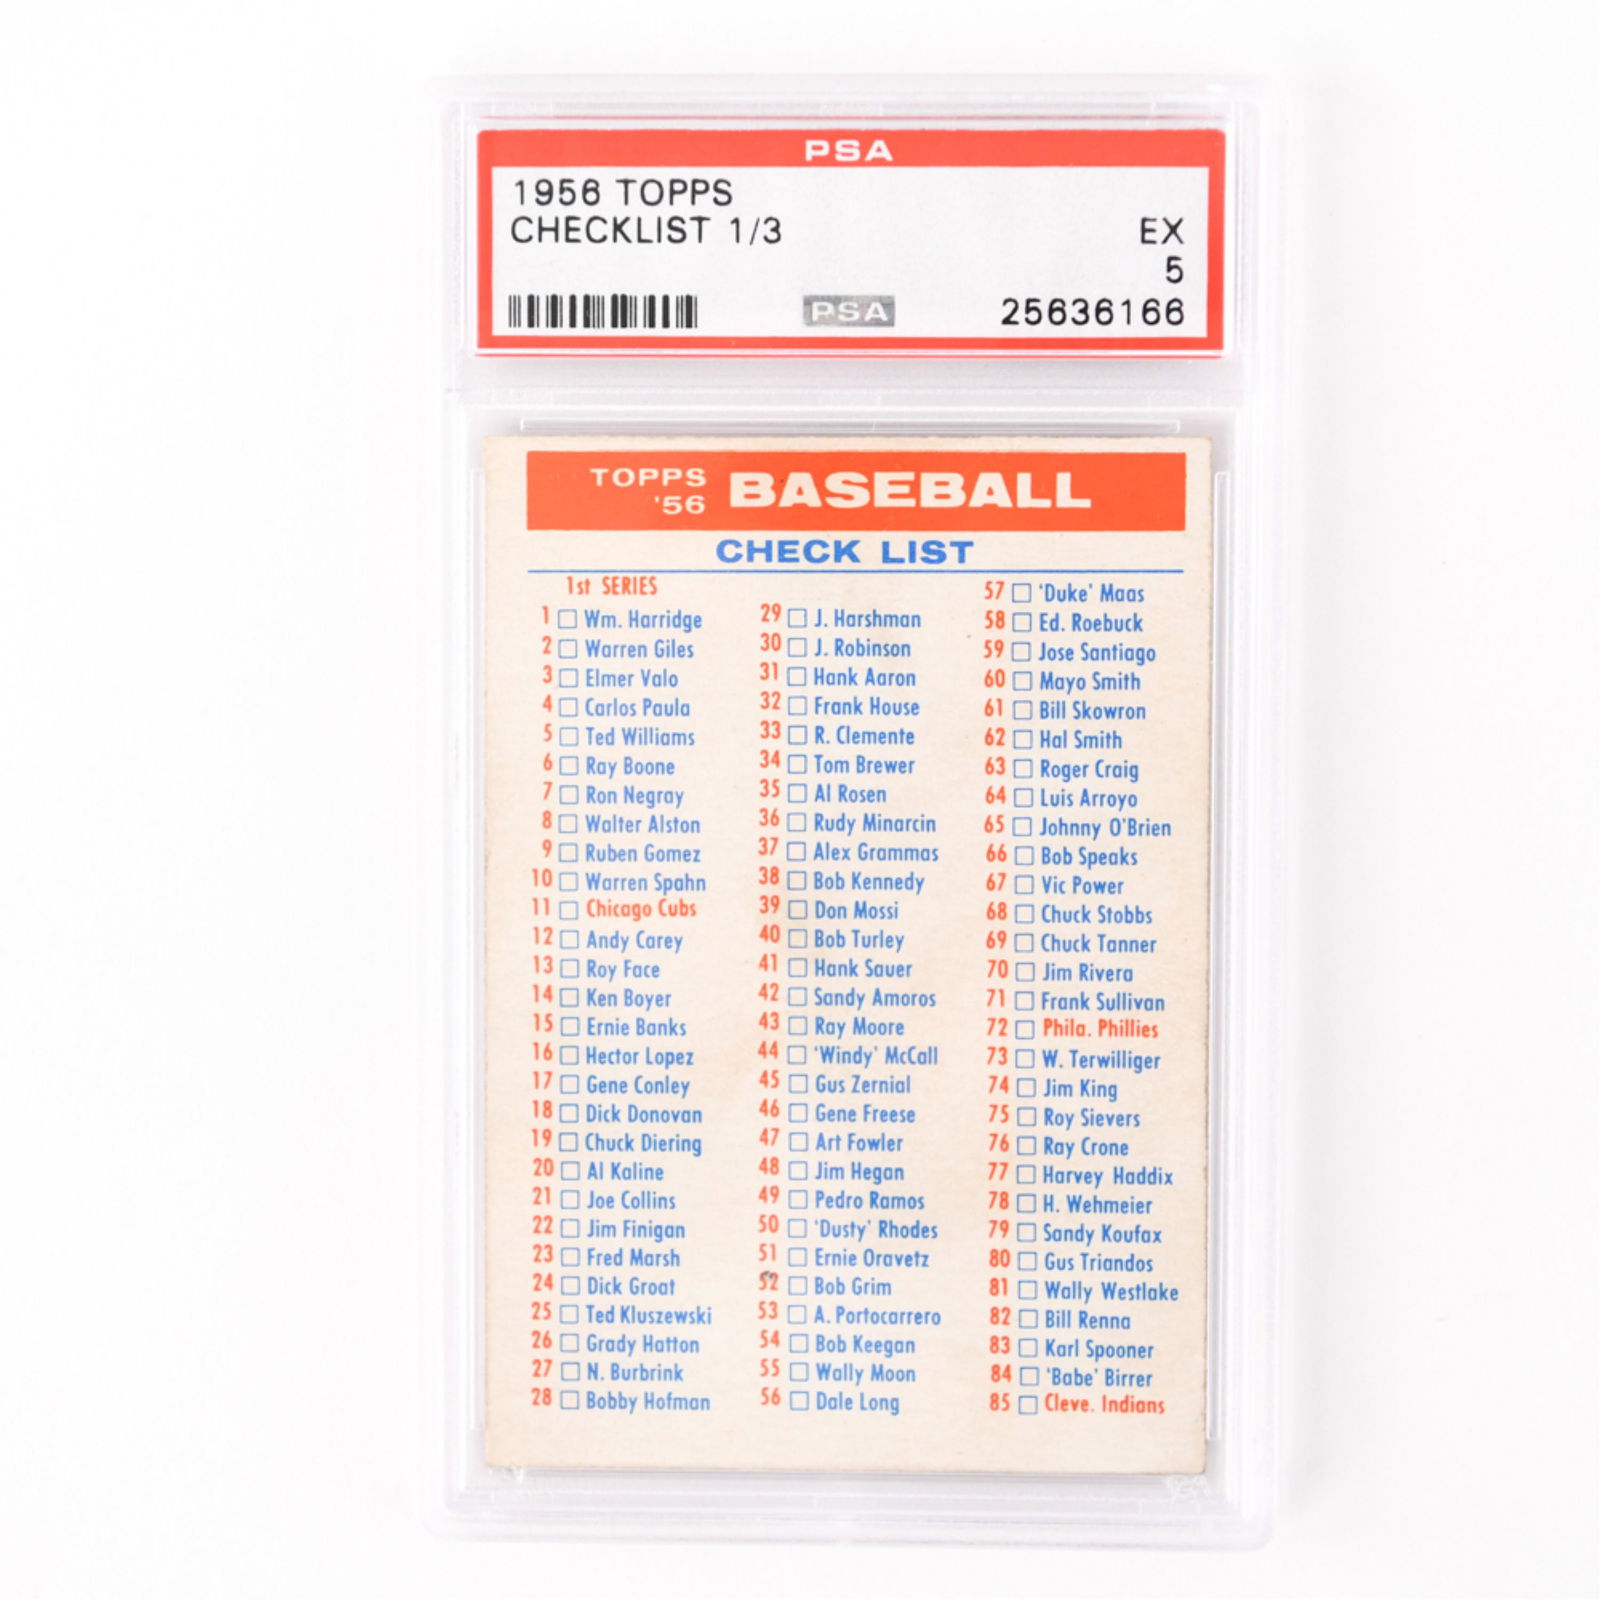 PSA
1956 TOPPS
CHECKLIST 1/3
EX
5
PSA
25636166
TOPPS
'56
BASEBALL
CHECK LIST
1st SERIES
1 Wm. Harridge
2 Warren Giles
3 Elmer Valo
4 Carlos Paula
5 Ted Williams
6 Ray Boone
7 Ron Negray
8 Walter Alston
9 Ruben Gomez
10 Warren Spahn
11 Chicago Cubs
12 Andy Carey
13 Roy Face
14 Ken Boyer
15 Ernie Banks
16 Hector Lopez
17 Gene Conley
18 Dick Donovan
19 Chuck Diering
20 Al Kaline
21 Joe Collins
22 Jim Finigan
23 Fred Marsh
24 Dick Groat
25 Ted Kluszewski
26 Grady Hatton
27 N. Burbrink
28 Bobby Hofman
29 J. Harshman
30 J. Robinson
31 Hank Aaron
32 Frank House
33 R. Clemente
34 Tom Brewer
35 Al Rosen
36 Rudy Minarcin
37 Alex Grammas
38 Bob Kennedy
39 Don Mossi
40 Bob Turley
41 Hank Sauer
42 Sandy Amoros
43 Ray Moore
44 'Windy' McCall
45 Gus Zernial
46 Gene Freese
47 Art Fowler
48 Jim Hegan
49 Pedro Ramos
50 'Dusty' Rhodes
51 Ernie Oravetz
52 Bob Grim
53 A. Portocarrero
54 Bob Keegan
55 Wally Moon
56 Dale Long
57 'Duke' Maas
58 Ed. Roebuck
59 Jose Santiago
60 Mayo Smith
61 Bill Skowron
62 Hal Smith
63 Roger Craig
64 Luis Arroyo
65 Johnny O'Brien
66 Bob Speaks
67 Vic Power
68 Chuck Stobbs
69 Chuck Tanner
70 Jim Rivera
71 Frank Sullivan
72 Phila. Phillies
73 W. Terwilliger
74 Jim King
75 Roy Sievers
76 Ray Crone
77 Harvey Haddix
78 H. Wehmeier
79 Sandy Koufax
80 Gus Triandos
81 Wally Westlake
82 Bill Renna
83 Karl Spooner
84 'Babe' Birrer
85 Cleve. Indians